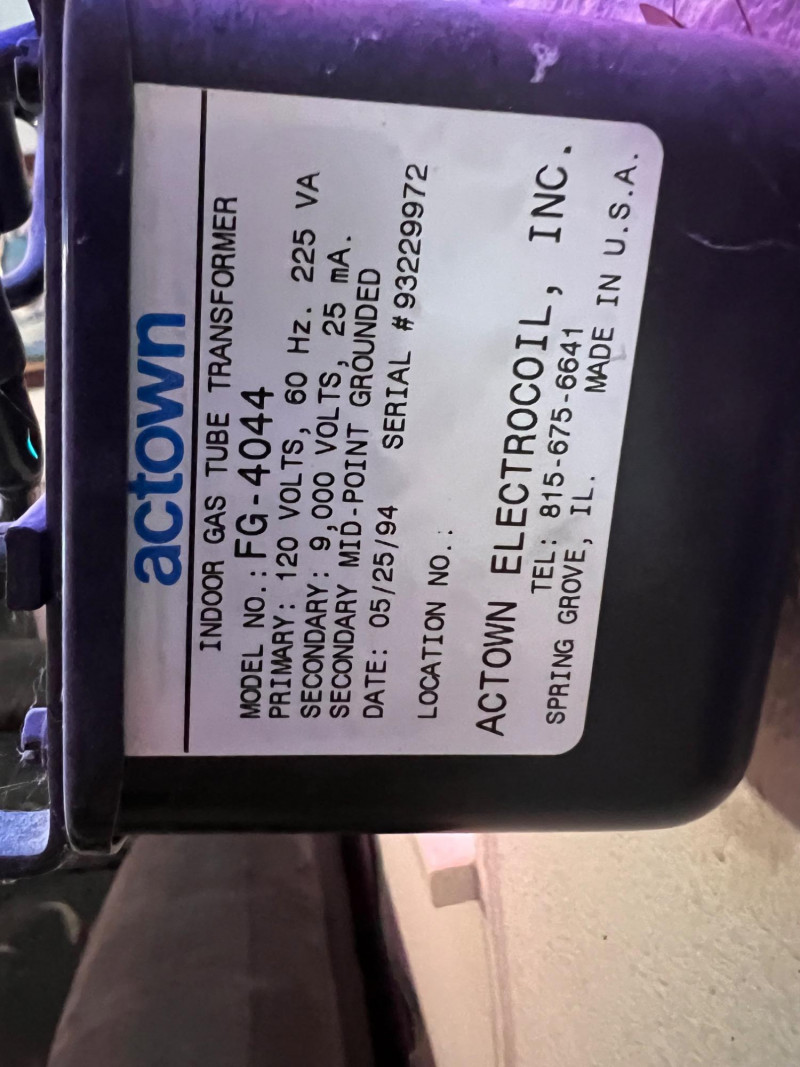 actown
INDOOR GAS TUBE TRANSFORMER
MODEL NO.: FG-4044
PRIMARY: 120 VOLTS, 60 Hz. 225 VA
SECONDARY: 9,000 VOLTS, 25 mA.
SECONDARY MID-POINT GROUNDED
DATE: 05/25/94 SERIAL #93229972
LOCATION NO.:
ACTOWN ELECTROCOIL, INC.
TEL: 815-675-6641
SPRING GROVE, IL. MADE IN U.S.A.